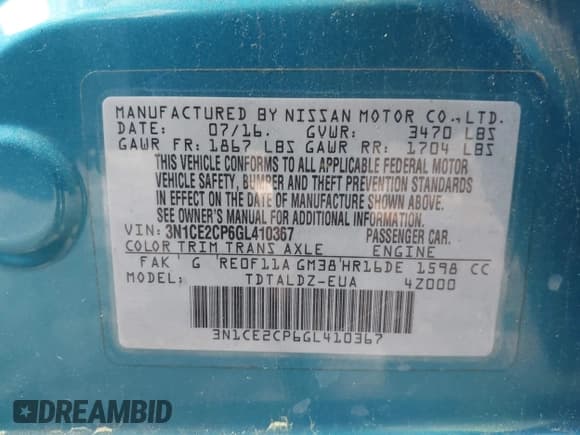 MANUFACTURED BY NISSAN MOTOR CO.,LTD.
DATE: 07/16. GVWR: 3470 LBS
GAWR FR: 1867 LBS GAWR RR: 1704 LBS
THIS VEHICLE CONFORMS TO ALL APPLICABLE FEDERAL MOTOR
VEHICLE SAFETY, BUMPER AND THEFT PREVENTION STANDARDS
IN EFFECT ON THE DATE OF MANUFACTURE SHOWN ABOVE.
SEE OWNER'S MANUAL FOR ADDITIONAL INFORMATION.
VIN: 3N1CE2CP6GL410367 PASSENGER CAR.
COLOR TRIM TRANS AXLE ENGINE
FAK G RE0F11A GM38 HR16DE 1598 CC
MODEL: TDTALDZ-EUA 4Z000
3N1CE2CP6GL410367
DREAMBID